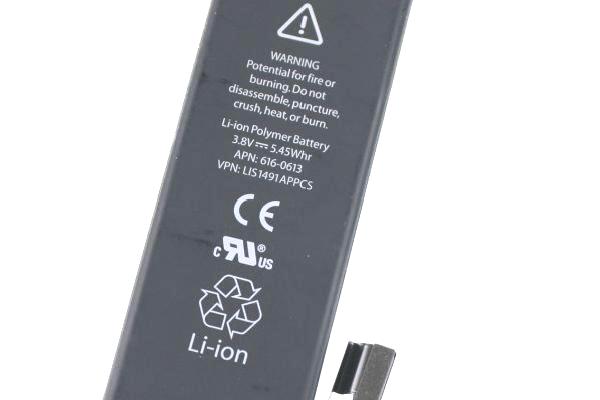 WARNING
Potential for fire or
burning. Do not
disassemble, puncture,
crush, heat, or burn.
Li-ion Polymer Battery
3.8V⎓5.45Whr
APN: 616-0613
VPN: LIS1491APPCS
CE
c RU® US
Li-ion